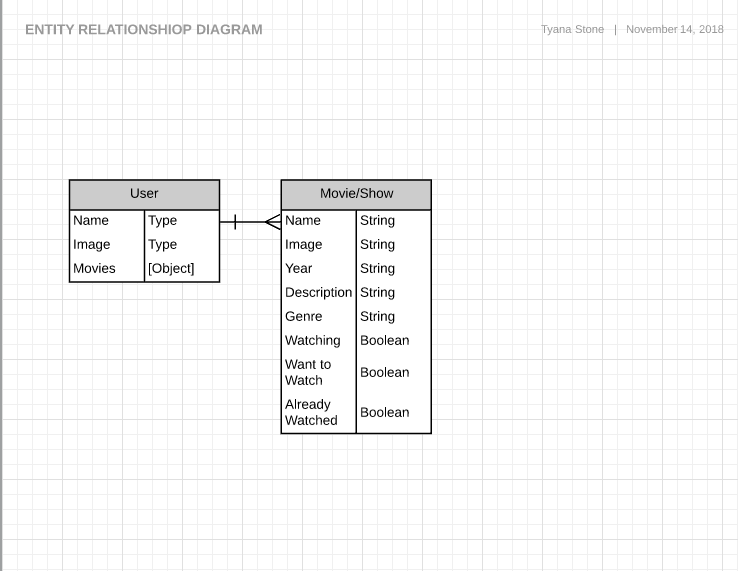 ENTITY RELATIONSHIOP DIAGRAM
Tyana Stone | November 14, 2018
User
Name Type
Image Type
Movies [Object]
Movie/Show
Name String
Image String
Year String
Description String
Genre String
Watching Boolean
Want to
Watch Boolean
Already
Watched Boolean